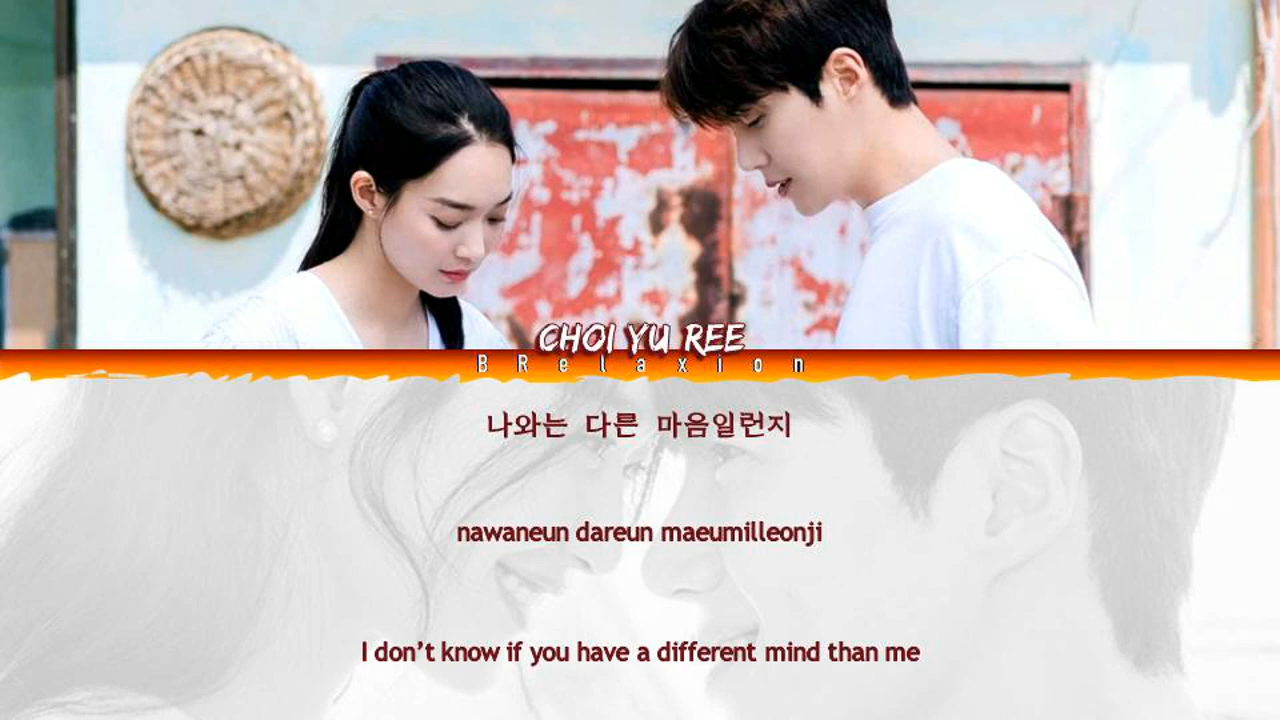 CHOI YU REE
BRelaxion
나와는 다른 마음일런지
nawaneun dareun maeumilleonji
I don't know if you have a different mind than me